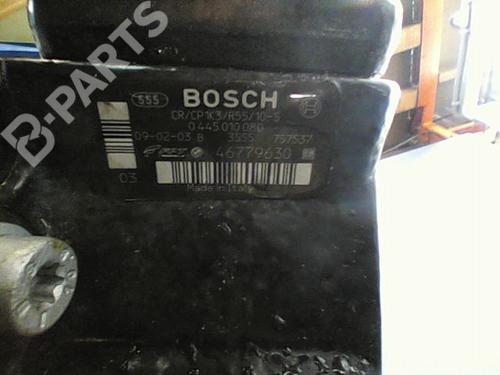 B-PARTS
555 BOSCH
CR/CP1K3/R55/10-S
0 445 010 080
09-02-03 B 3555 757537
46779630
03
Made in Italy